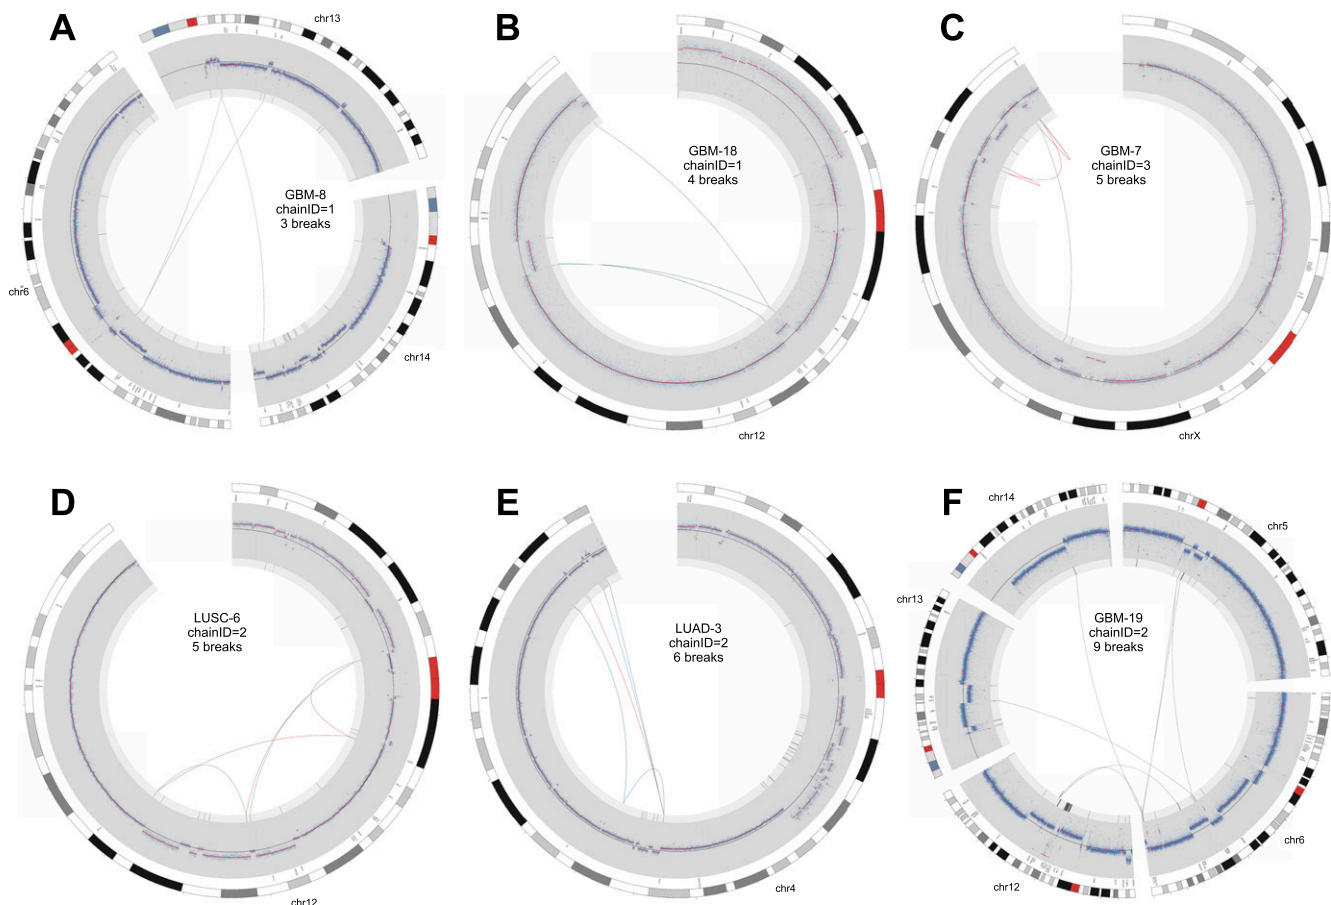 A
chr13
GBM-8
chainID=1
3 breaks
chr6
chr14
B
GBM-18
chainID=1
4 breaks
chr12
C
GBM-7
chainID=3
5 breaks
chrX
D
LUSC-6
chainID=2
5 breaks
chr12
E
LUAD-3
chainID=2
6 breaks
chr4
F
chr14
chr5
chr13
GBM-19
chainID=2
9 breaks
chr6
chr12